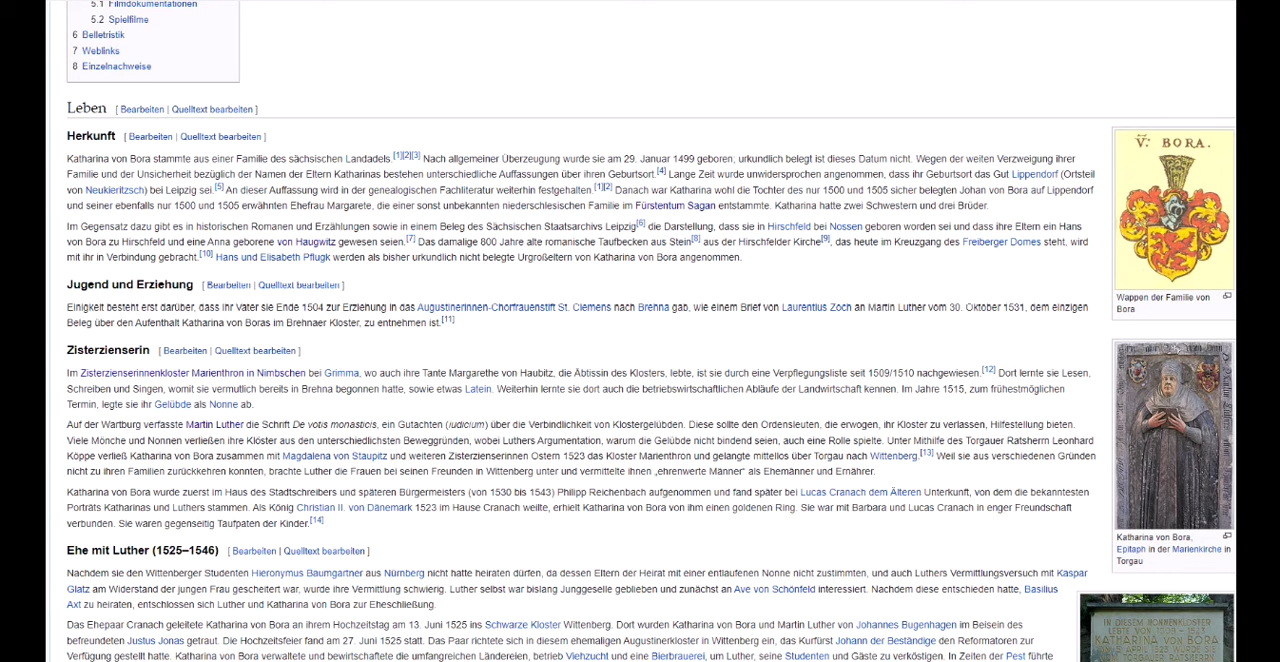 5.1 Filmdokumentationen
5.2 Spielfilme
6 Belletristik
7 Weblinks
8 Einzelnachweise
Leben [ Bearbeiten | Quelltext bearbeiten ]
Herkunft [ Bearbeiten | Quelltext bearbeiten ]
Katharina von Bora stammte aus einer Familie des sächsischen Landadels.[1][2][3] Nach allgemeiner Überzeugung wurde sie am 29. Januar 1499 geboren, urkundlich belegt ist dieses Datum nicht. Wegen der weiten Verzweigung ihrer
Familie und der Unsicherheit bezüglich der Namen der Eltern Katharinas bestehen unterschiedliche Auffassungen über ihren Geburtsort.[4] Lange Zeit wurde unwidersprochen angenommen, dass ihr Geburtsort das Gut Lippendorf (Ortsteil
von Neukieritzsch) bei Leipzig sei.[5] An dieser Auffassung wird in der genealogischen Fachliteratur weiterhin festgehalten.[1][2] Danach war Katharina wohl die Tochter des nur 1500 und 1505 sicher belegten Johan von Bora auf Lippendorf
und seiner ebenfalls nur 1500 und 1505 erwähnten Ehefrau Margarete, die einer sonst unbekannten niederschlesischen Familie im Fürstentum Sagan entstammte. Katharina hatte zwei Schwestern und drei Brüder.
Im Gegensatz dazu gibt es in historischen Romanen und Erzählungen sowie in einem Beleg des Sächsischen Staatsarchivs Leipzig[6] die Darstellung, dass sie in Hirschfeld bei Nossen geboren worden sei und dass ihre Eltern ein Hans
von Bora zu Hirschfeld und eine Anna geborene von Haugwitz gewesen seien.[7] Das damalige 800 Jahre alte romanische Taufbecken aus Stein[8] aus der Hirschfelder Kirche[9], das heute im Kreuzgang des Freiberger Domes steht, wird
mit ihr in Verbindung gebracht.[10] Hans und Elisabeth Pflugk werden als bisher urkundlich nicht belegte Urgroßeltern von Katharina von Bora angenommen.
Jugend und Erziehung [ Bearbeiten | Quelltext bearbeiten ]
Einigkeit besteht erst darüber, dass ihr Vater sie Ende 1504 zur Erziehung in das Augustinerinnen-Chorfrauenstift St. Clemens nach Brehna gab, wie einem Brief von Laurentius Zoch an Martin Luther vom 30. Oktober 1531, dem einzigen
Beleg über den Aufenthalt Katharina von Boras im Brehnaer Kloster, zu entnehmen ist.[11]
Zisterzienserin [ Bearbeiten | Quelltext bearbeiten ]
Im Zisterzienserinnenkloster Marienthron in Nimbschen bei Grimma, wo auch ihre Tante Margarethe von Haubitz, die Äbtissin des Klosters, lebte, ist sie durch eine Verpflegungsliste seit 1509/1510 nachgewiesen.[12] Dort lernte sie Lesen,
Schreiben und Singen, womit sie vermutlich bereits in Brehna begonnen hatte, sowie etwas Latein. Weiterhin lernte sie dort auch die betriebswirtschaftlichen Abläufe der Landwirtschaft kennen. Im Jahre 1515, zum frühestmöglichen
Termin, legte sie ihr Gelübde als Nonne ab.
Auf der Wartburg verfasste Martin Luther die Schrift De votis monasticis, ein Gutachten (iudicium) über die Verbindlichkeit von Klostergelübden. Diese sollte den Ordensleuten, die erwogen, ihr Kloster zu verlassen, Hilfestellung bieten.
Viele Mönche und Nonnen verließen ihre Klöster aus den unterschiedlichsten Beweggründen, wobei Luthers Argumentation, warum die Gelübde nicht bindend seien, auch eine Rolle spielte. Unter Mithilfe des Torgauer Ratsherrn Leonhard
Köppe verließ Katharina von Bora zusammen mit Magdalena von Staupitz und weiteren Zisterzienserinnen Ostern 1523 das Kloster Marienthron und gelangte mittellos über Torgau nach Wittenberg.[13] Weil sie aus verschiedenen Gründen
nicht zu ihren Familien zurückkehren konnten, brachte Luther die Frauen bei seinen Freunden in Wittenberg unter und vermittelte ihnen „ehrenwerte Männer“ als Ehemänner und Ernährer.
Katharina von Bora wurde zuerst im Haus des Stadtschreibers und späteren Bürgermeisters (von 1530 bis 1543) Philipp Reichenbach aufgenommen und fand später bei Lucas Cranach dem Älteren Unterkunft, von dem die bekanntesten
Porträts Katharinas und Luthers stammen. Als König Christian II. von Dänemark 1523 im Hause Cranach weilte, erhielt Katharina von Bora von ihm einen goldenen Ring. Sie war mit Barbara und Lucas Cranach in enger Freundschaft
verbunden. Sie waren gegenseitig Taufpaten der Kinder.[14]
Ehe mit Luther (1525–1546) [ Bearbeiten | Quelltext bearbeiten ]
Nachdem sie den Wittenberger Studenten Hieronymus Baumgartner aus Nürnberg nicht hatte heiraten dürfen, da dessen Eltern der Heirat mit einer entlaufenen Nonne nicht zustimmten, und auch Luthers Vermittlungsversuch mit Kaspar
Glatz am Widerstand der jungen Frau gescheitert war, wurde ihre Vermittlung schwierig. Luther selbst war bislang Junggeselle geblieben und zunächst an Ave von Schönfeld interessiert. Nachdem diese entschieden hatte, Basilius
Axt zu heiraten, entschlossen sich Luther und Katharina von Bora zur Eheschließung.
Das Ehepaar Cranach geleitete Katharina von Bora an ihrem Hochzeitstag am 13. Juni 1525 ins Schwarze Kloster Wittenberg. Dort wurden Katharina von Bora und Martin Luther von Johannes Bugenhagen im Beisein des
befreundeten Justus Jonas getraut. Die Hochzeitsfeier fand am 27. Juni 1525 statt. Das Paar richtete sich in diesem ehemaligen Augustinerkloster in Wittenberg ein, das Kurfürst Johann der Beständige den Reformatoren zur
Verfügung gestellt hatte. Katharina von Bora verwaltete und bewirtschaftete die umfangreichen Ländereien, betrieb Viehzucht und eine Bierbrauerei, um Luther, seine Studenten und Gäste zu verköstigen. In Zeiten der Pest führte
V: BORA.
Wappen der Familie von
Bora
Katharina von Bora,
Epitaph in der Marienkirche in
Torgau
IN DIESEM NONNENKLOSTER
LEBTE VON 1509 - 1523
KATHARINA VON BORA